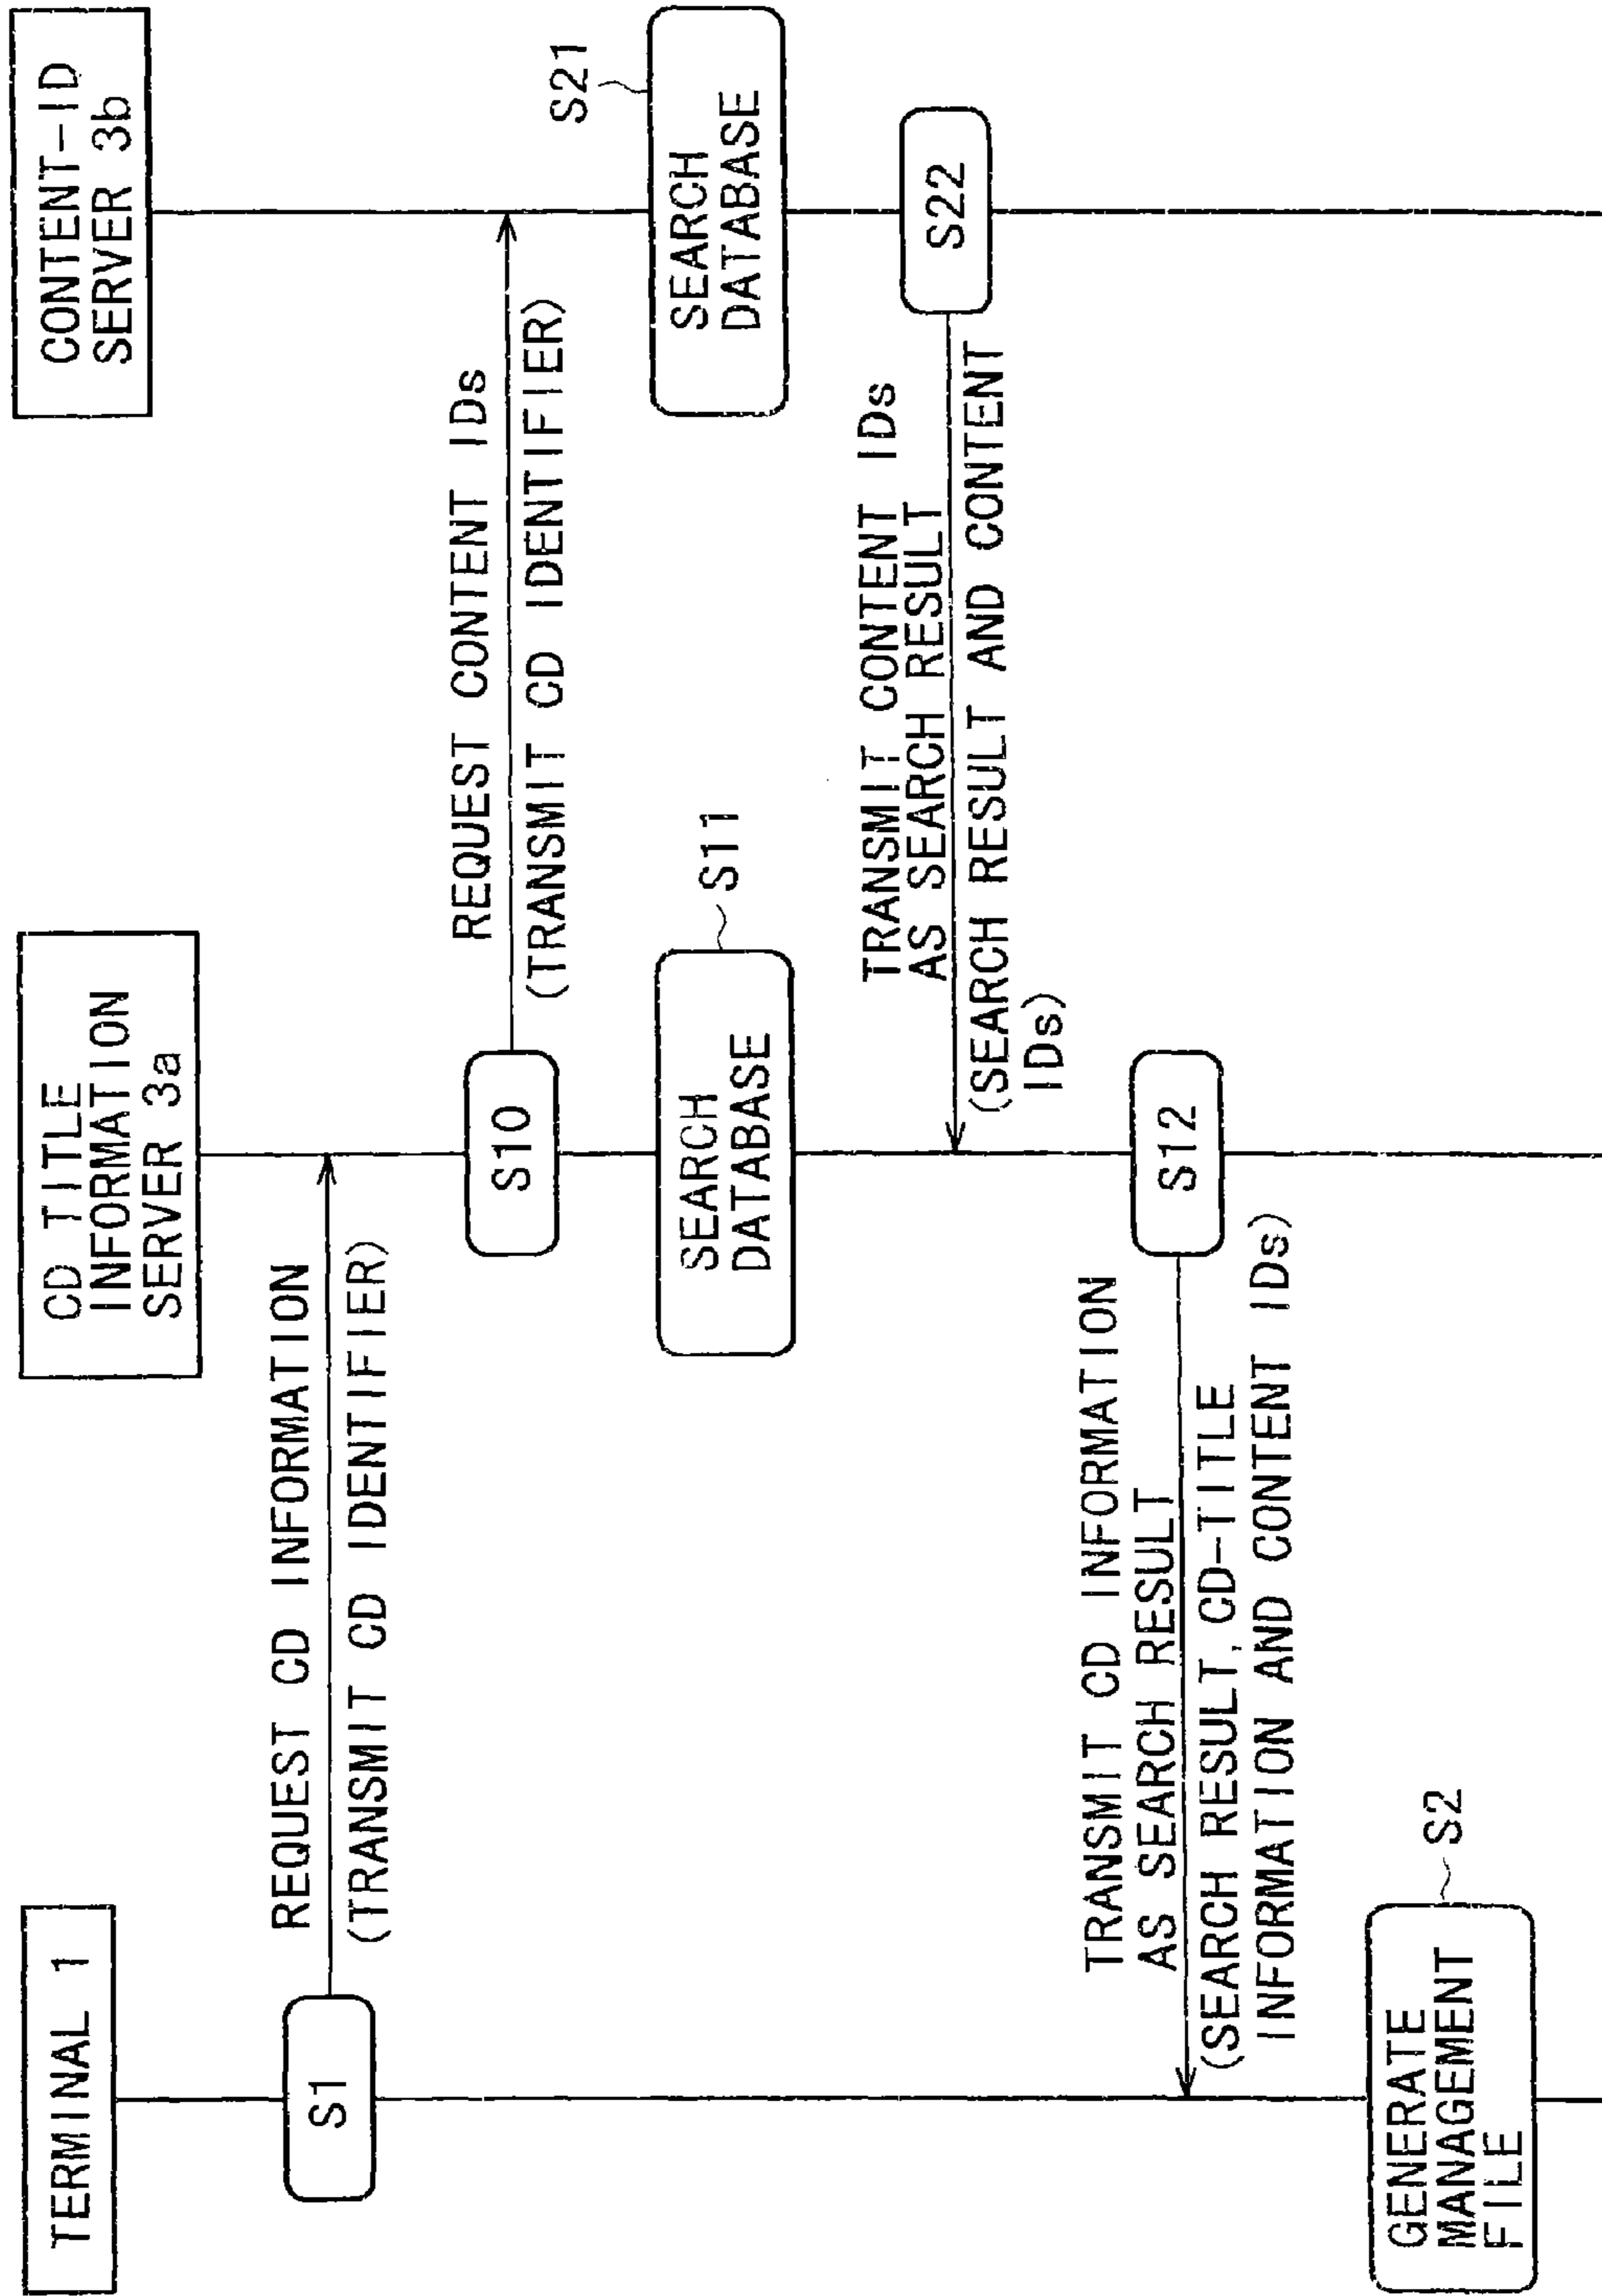 TERMINAL 1
CD TITLE
INFORMATION
SERVER 3a
CONTENT-ID
SERVER 3b
S1
REQUEST CD INFORMATION
(TRANSMIT CD IDENTIFIER)
S10
REQUEST CONTENT IDs
(TRANSMIT CD IDENTIFIER)
SEARCH
DATABASE
S11
SEARCH
DATABASE
S21
S22
TRANSMIT CONTENT IDs
AS SEARCH RESULT
(SEARCH RESULT AND CONTENT
IDs)
S12
TRANSMIT CD INFORMATION
AS SEARCH RESULT
(SEARCH RESULT, CD-TITLE
INFORMATION AND CONTENT IDs)
GENERATE
MANAGEMENT
FILE
S2